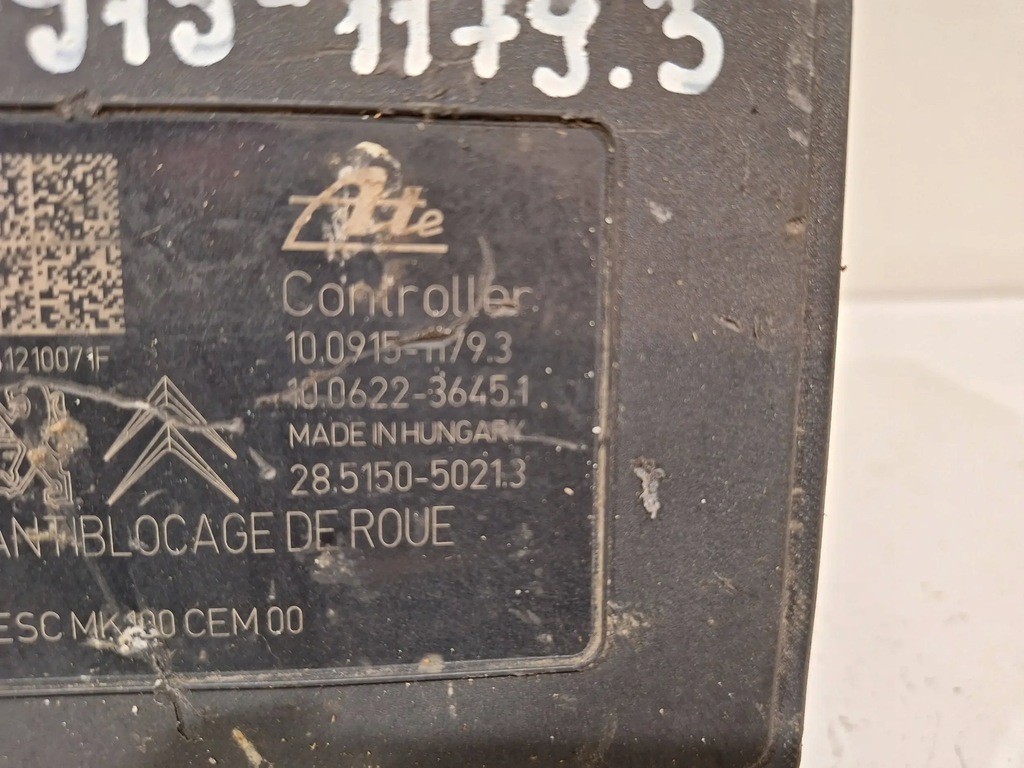 915-1179.3
Ate
Controller
10.0915-1179.3
1210071F
10.0622-3645.1
MADE IN HUNGARY
28.5150-5021.3
ANTIBLOCAGE DE ROUE
ESC MK100 CEM 00